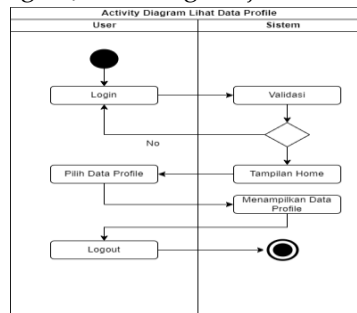 Activity Diagram Lihat Data Profile
User
Sistem
Login
Validasi
No
Pilih Data Profile
Tampilan Home
Menampilkan Data
Profile
Logout